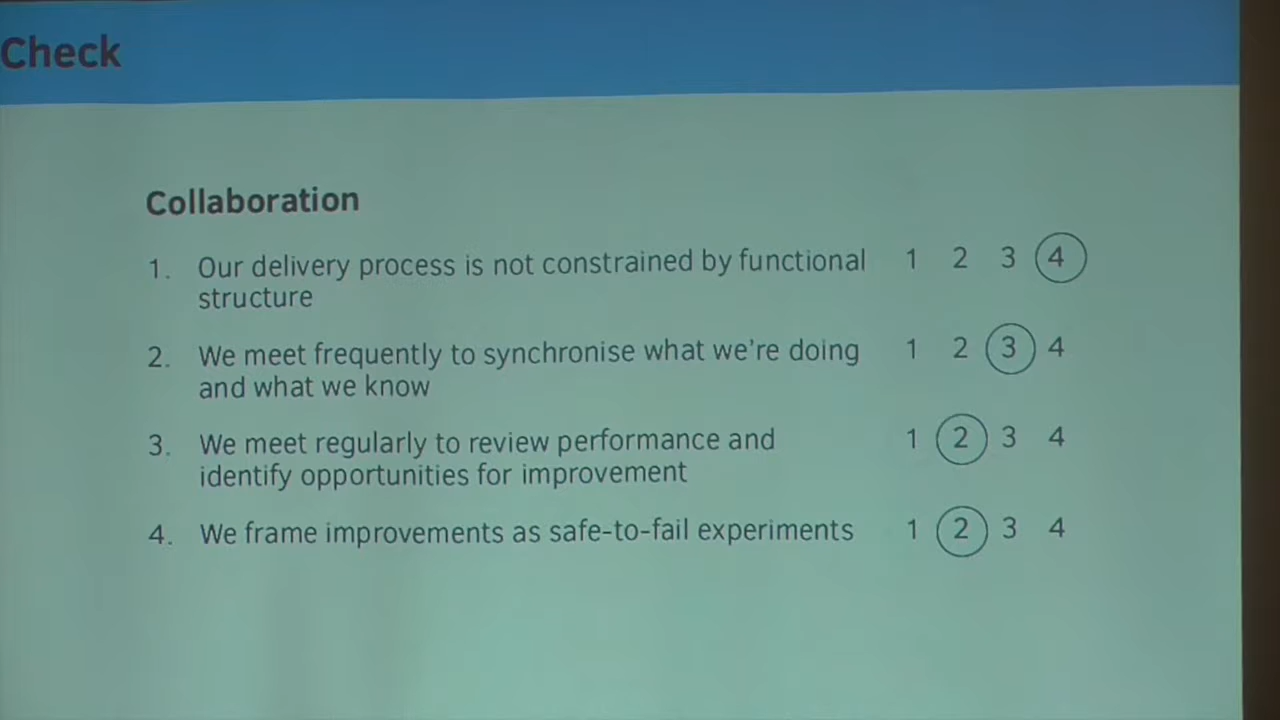 Check
Collaboration
1. Our delivery process is not constrained by functional 1 2 3 4
structure
2. We meet frequently to synchronise what we're doing 1 2 3 4
and what we know
3. We meet regularly to review performance and 1 2 3 4
identify opportunities for improvement
4. We frame improvements as safe-to-fail experiments 1 2 3 4